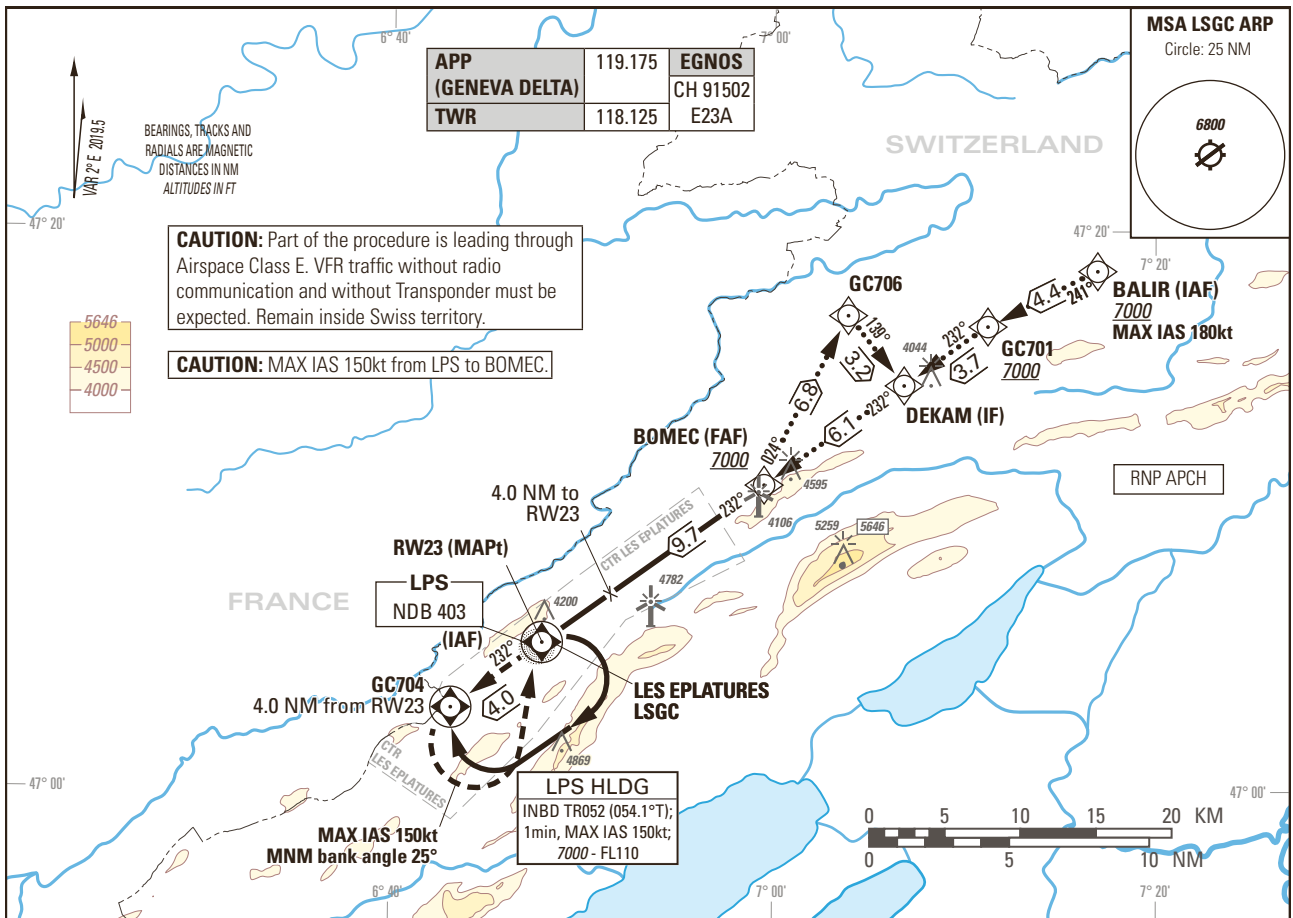 6° 40'
7° 00'
MSA LSGC ARP
Circle: 25 NM
6800
APP
(GENEVA DELTA)
119.175
EGNOS
CH 91502
E23A
TWR
118.125
VAR 2° E 2019.5
BEARINGS, TRACKS AND
RADIALS ARE MAGNETIC
DISTANCES IN NM
ALTITUDES IN FT
SWITZERLAND
47° 20'
47° 20'
7° 20'
CAUTION: Part of the procedure is leading through
Airspace Class E. VFR traffic without radio
communication and without Transponder must be
expected. Remain inside Swiss territory.
CAUTION: MAX IAS 150kt from LPS to BOMEC.
5646
5000
4500
4000
GC706
139°
3.2
4.4
241°
BALIR (IAF)
7000
MAX IAS 180kt
232°
GC701
7000
3.7
4044
DEKAM (IF)
232°
6.1
6.8
024°
BOMEC (FAF)
7000
232°
4595
4106
RNP APCH
5259
5646
4.0 NM to
RW23
CTR LES EPLATURES
9.7
RW23 (MAPt)
LPS
NDB 403
(IAF)
4200
4782
FRANCE
232°
4.0
GC704
4.0 NM from RW23
LES EPLATURES
LSGC
CTR
LES EPLATURES
4869
47° 00'
47° 00'
LPS HLDG
INBD TR052 (054.1°T);
1min, MAX IAS 150kt;
7000 - FL110
MAX IAS 150kt
MNM bank angle 25°
0 5 10 15 20 KM
0 5 10 NM
6° 40'
7° 00'
7° 20'